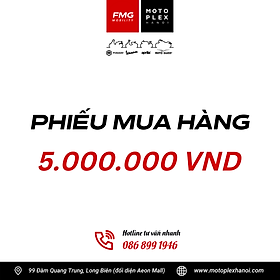 FMG
MOBILITY
MOTO
PLEX
HANOI
PHIẾU MUA HÀNG
5.000.000 VND
Hotline tư vấn nhanh
086 899 1946
99 Đàm Quang Trung, Long Biên (đối diện Aeon Mall)
www.motoplexhanoi.com